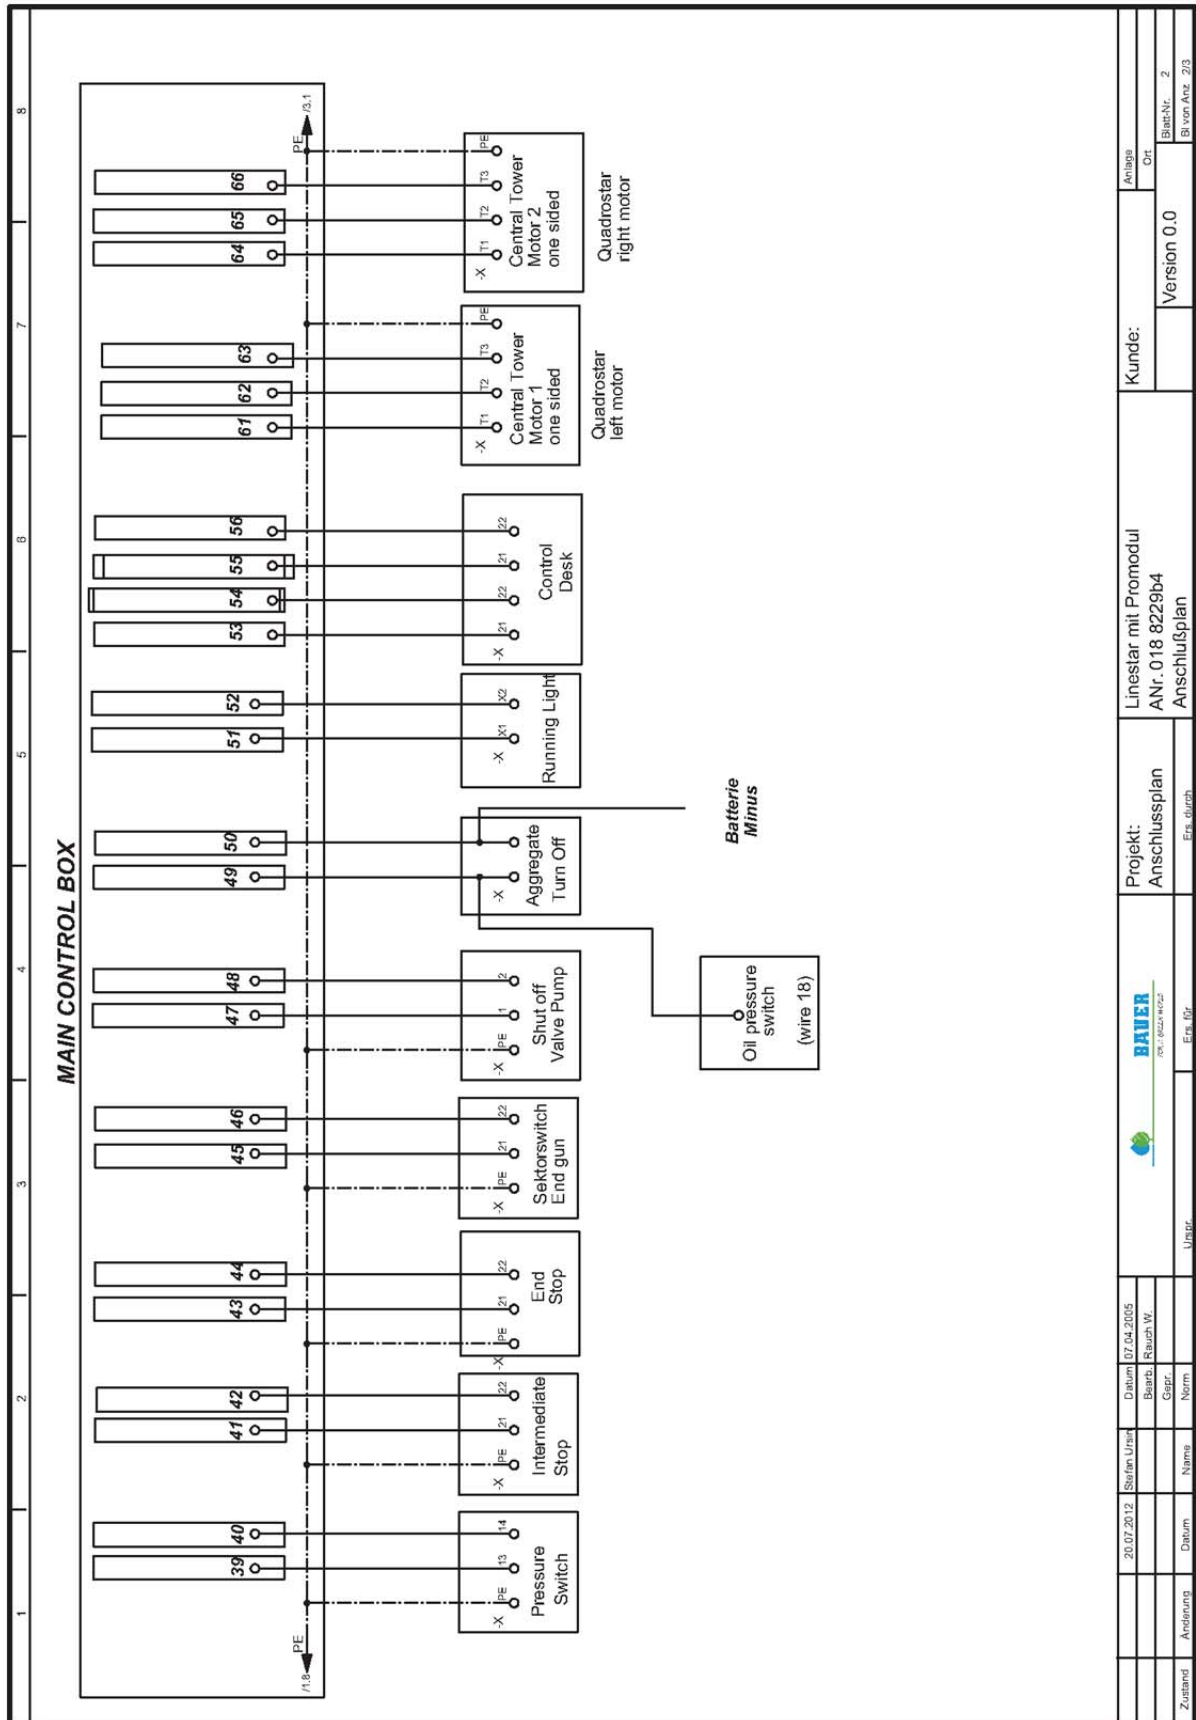 1 2 3 4 5 6 7 8
MAIN CONTROL BOX
39 40 41 42 43 44 45 46 47 48 49 50 51 52 53 54 55 56 61 62 63 64 65 66
/1.8 PE
PE /3.1
-X PE 13 14
Pressure
Switch
-X PE 21 22
Intermediate
Stop
-X PE 21 22
End
Stop
-X PE 21 22
Sektorswitch
End gun
-X PE 1 2
Shut off
Valve Pump
-X
Aggregate
Turn Off
-X X1 X2
Running Light
-X 21 22 21 22
Control
Desk
-X T1 T2 T3 PE
Central Tower
Motor 1
one sided
Quadrostar
left motor
-X T1 T2 T3 PE
Central Tower
Motor 2
one sided
Quadrostar
right motor
Oil pressure
switch
(wire 18)
Batterie
Minus
20.07.2012 Stefan Ursin
Zustand Änderung Datum Name
Datum 07.04.2005
Bearb. Rauch W.
Gepr.
Norm
Urspr.
BAUER
Ers. für
Ers. durch
Projekt:
Anschlussplan
Linestar mit Promodul
ANr. 018 8229b4
Anschlußplan
Kunde:
Version 0.0
Anlage
Ort
Blatt-Nr. 2
Bl von Anz 2/3